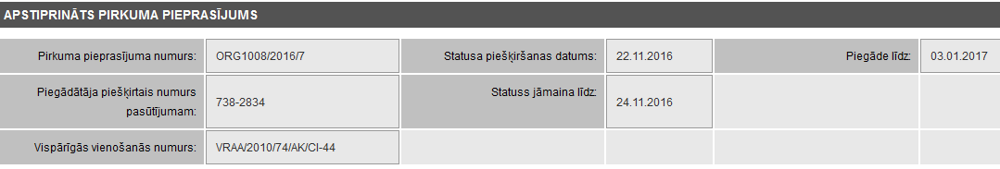 APSTIPRINĀTS PIRKUMA PIEPRASĪJUMS
Pirkuma pieprasījuma numurs: ORG1008/2016/7 Statusa piešķiršanas datums: 22.11.2016 Piegāde līdz: 03.01.2017
Piegādātāja piešķirtais numurs
pasūtījumam: 738-2834 Statuss jāmaina līdz: 24.11.2016
Vispārīgās vienošanās numurs: VRAA/2010/74/AK/CI-44